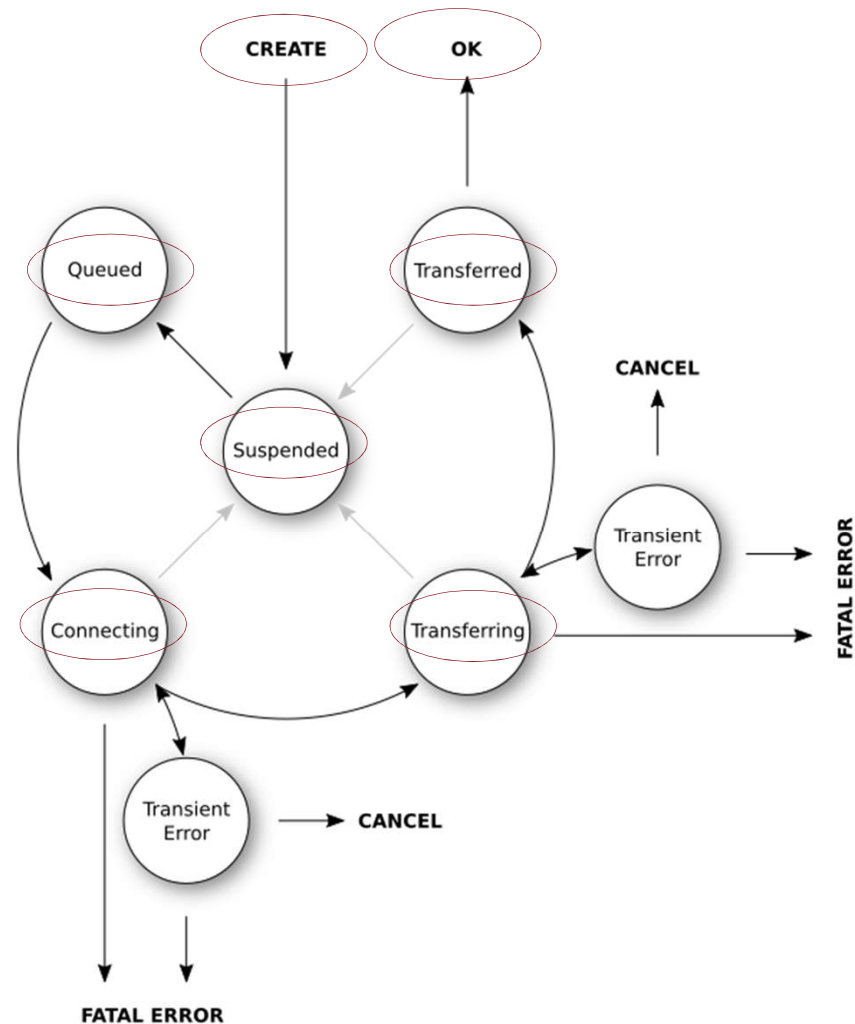 CREATE
OK
Queued
Transferred
CANCEL
Suspended
Transient
Error
FATAL ERROR
Connecting
Transferring
Transient
Error
CANCEL
FATAL ERROR